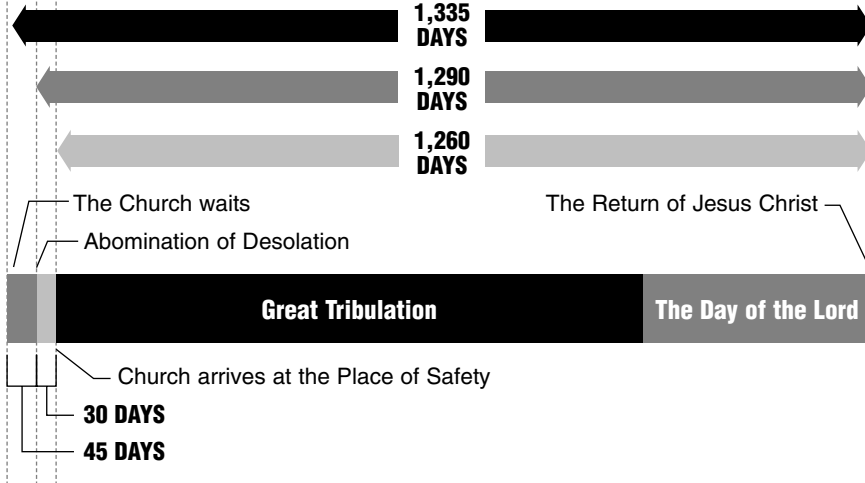 1,335
DAYS
1,290
DAYS
1,260
DAYS
The Church waits
The Return of Jesus Christ
Abomination of Desolation
Great Tribulation
The Day of the Lord
Church arrives at the Place of Safety
30 DAYS
45 DAYS